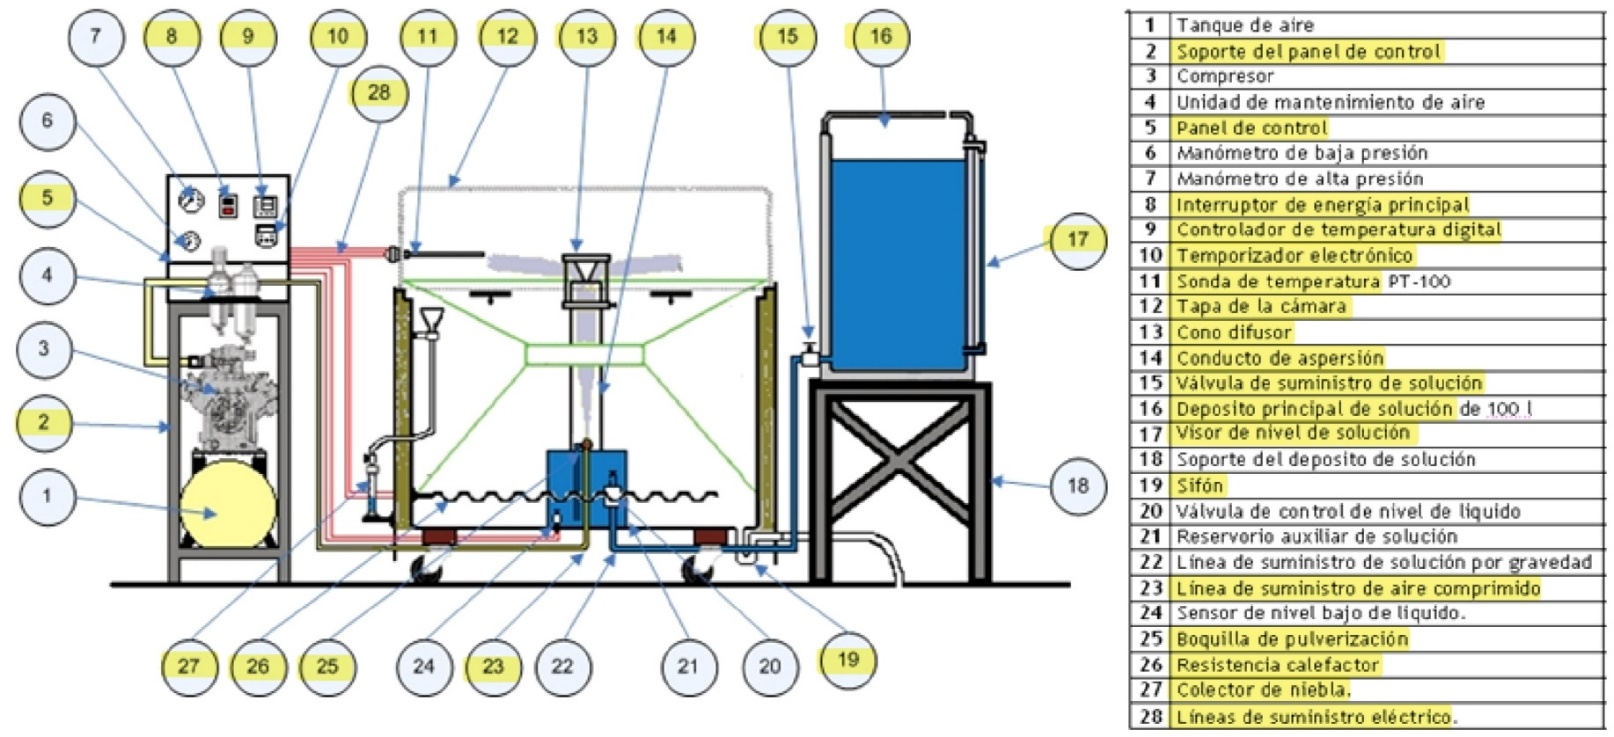 7 8 9 10 11 12 13 14 15 16
28
6
5
17
4
3
2
1
18
27 26 25 24 23 22 21 20 19
1 Tanque de aire
2 Soporte del panel de control
3 Compresor
4 Unidad de mantenimiento de aire
5 Panel de control
6 Manómetro de baja presión
7 Manómetro de alta presión
8 Interruptor de energía principal
9 Controlador de temperatura digital
10 Temporizador electrónico
11 Sonda de temperatura PT-100
12 Tapa de la cámara
13 Cono difusor
14 Conducto de aspersión
15 Válvula de suministro de solución
16 Deposito principal de solución de 100 l
17 Visor de nivel de solución
18 Soporte del deposito de solución
19 Sifón
20 Válvula de control de nivel de liquido
21 Reservorio auxiliar de solución
22 Línea de suministro de solución por gravedad
23 Línea de suministro de aire comprimido
24 Sensor de nivel bajo de liquido.
25 Boquilla de pulverización
26 Resistencia calefactor
27 Colector de niebla.
28 Líneas de suministro eléctrico.